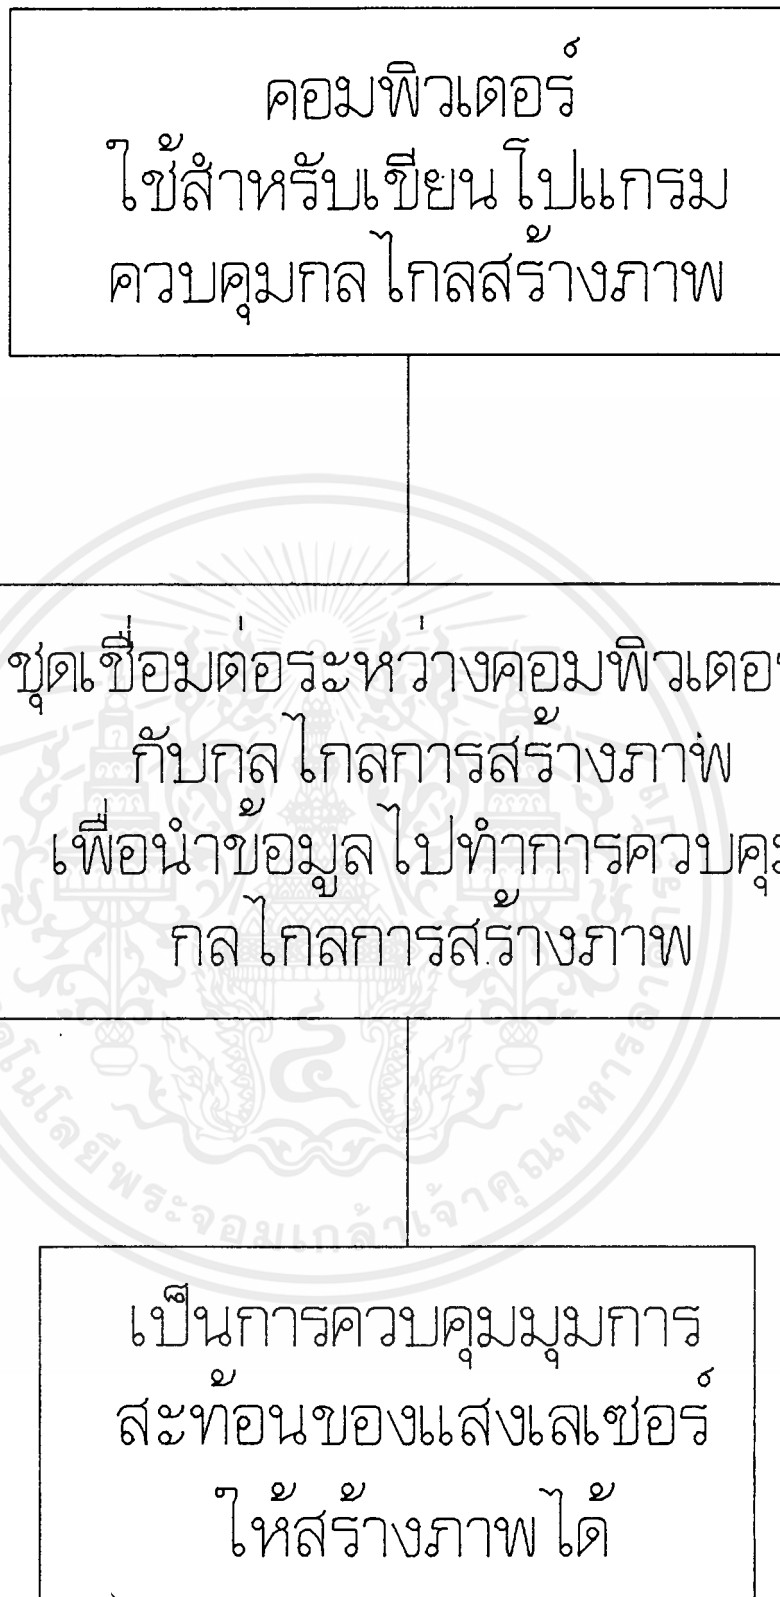 คอมพิวเตอร์
ใช้สำหรับเขียนโปแกรม
ควบคุมกลไกลสร้างภาพ
ชุดเชื่อมต่อระหว่างคอมพิวเตอร
กับกลไกลการสร้างภาพ
เพื่อนำข้อมูลไปทำการควบคุม
กลไกลการสร้างภาพ
เป็นการควบคุมมุมการ
สะท้อนของแสงเลเซอร์
ให้สร้างภาพได้